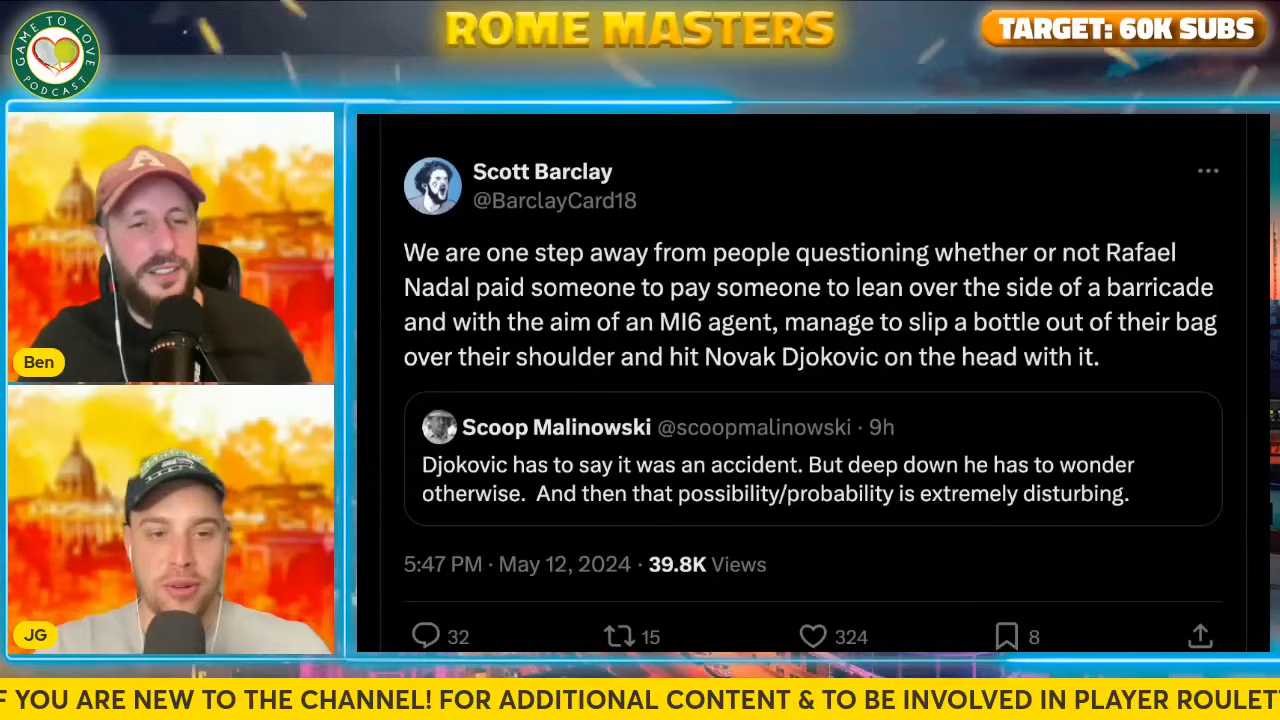 GAME TO LOVE
PODCAST
ROME MASTERS
TARGET: 60K SUBS
Ben
JG
Scott Barclay
@BarclayCard18
We are one step away from people questioning whether or not Rafael
Nadal paid someone to pay someone to lean over the side of a barricade
and with the aim of an MI6 agent, manage to slip a bottle out of their bag
over their shoulder and hit Novak Djokovic on the head with it.
Scoop Malinowski @scoopmalinowski · 9h
Djokovic has to say it was an accident. But deep down he has to wonder
otherwise.  And then that possibility/probability is extremely disturbing.
5:47 PM · May 12, 2024 · 39.8K Views
32 15 324 8
F YOU ARE NEW TO THE CHANNEL! FOR ADDITIONAL CONTENT & TO BE INVOLVED IN PLAYER ROULET